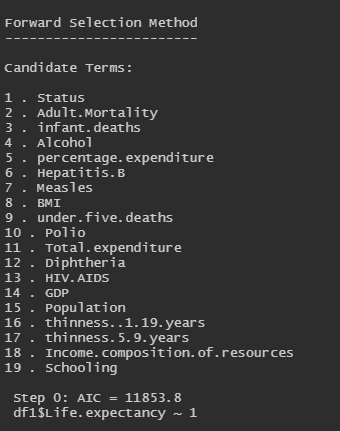 Forward Selection Method
------------------------
Candidate Terms:
1 . Status
2 . Adult.Mortality
3 . infant.deaths
4 . Alcohol
5 . percentage.expenditure
6 . Hepatitis.B
7 . Measles
8 . BMI
9 . under.five.deaths
10 . Polio
11 . Total.expenditure
12 . Diphtheria
13 . HIV.AIDS
14 . GDP
15 . Population
16 . thinness..1.19.years
17 . thinness.5.9.years
18 . Income.composition.of.resources
19 . Schooling
Step 0: AIC = 11853.8
df1$Life.expectancy ~ 1